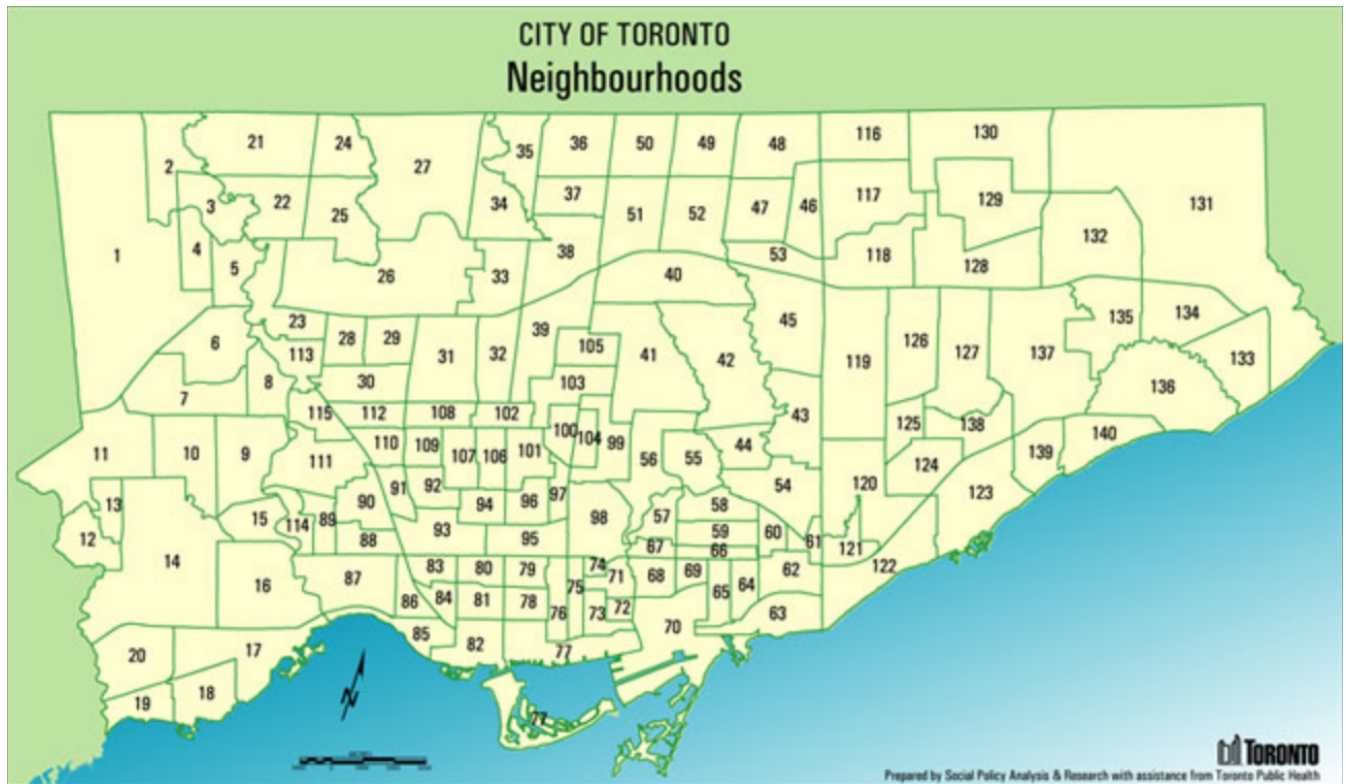 CITY OF TORONTO
Neighbourhoods
21 24 27 35 36 50 49 48 116 130
2 3 22 25 34 37 51 52 47 46 117 129 131
1 4 5 26 33 38 40 53 118 128 132
23 28 29 31 32 39 105 41 42 45 119 126 127 137 135 134
6 113 30 103 43 133
7 8 115 112 108 102 100 104 99 125 138 136
11 10 9 111 110 109 107 106 101 56 55 44 124 139 140
13 91 92 97 54 120 123
12 15 114 89 90 94 96 98 57 58
14 88 93 95 67 59 60 61 121
16 87 83 80 79 75 74 71 68 69 66 62 122
86 84 81 78 76 73 72 65 64
20 17 85 82 77 70 63
19 18 77
N
TORONTO
Prepared by Social Policy Analysis & Research with assistance from Toronto Public Health